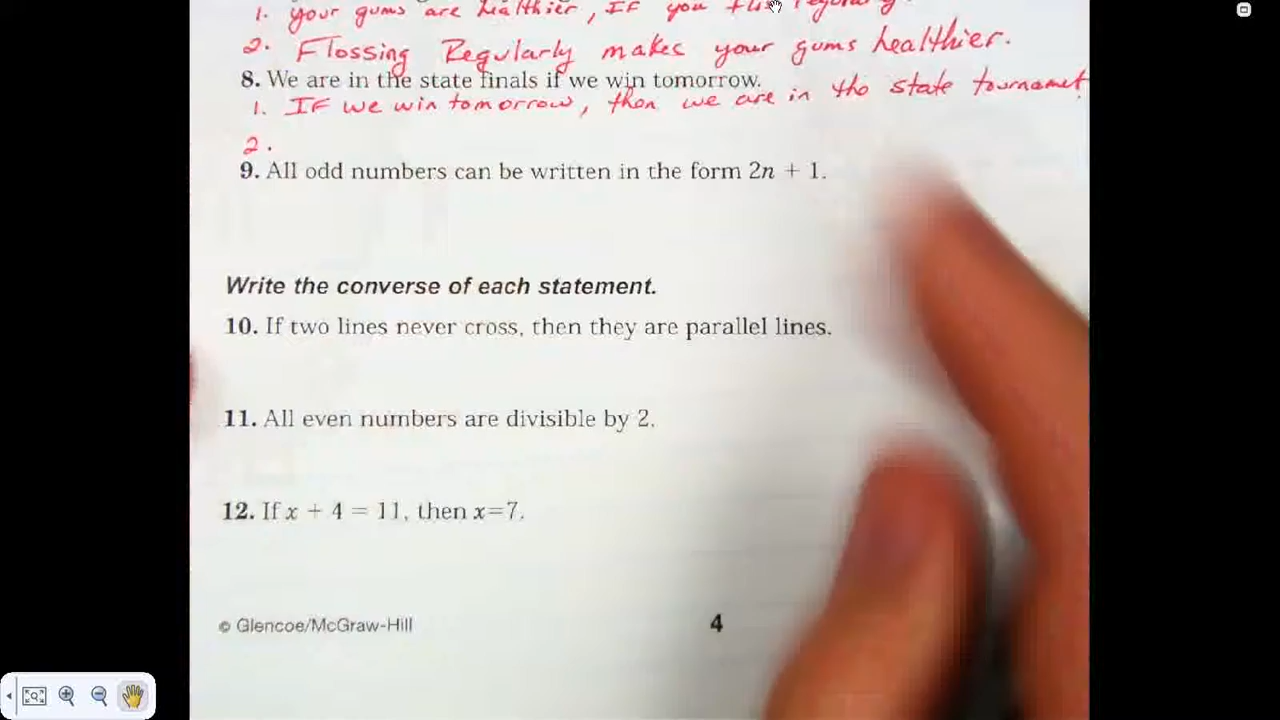 1. your gums are healthier, IF you floss regularly.
2. Flossing Regularly makes your gums healthier.
8. We are in the state finals if we win tomorrow.
1. IF we win tomorrow, then we are in the state tournamet.
2.
9. All odd numbers can be written in the form 2n + 1.
Write the converse of each statement.
10. If two lines never cross, then they are parallel lines.
11. All even numbers are divisible by 2.
12. If x + 4 = 11, then x=7.
© Glencoe/McGraw-Hill
4